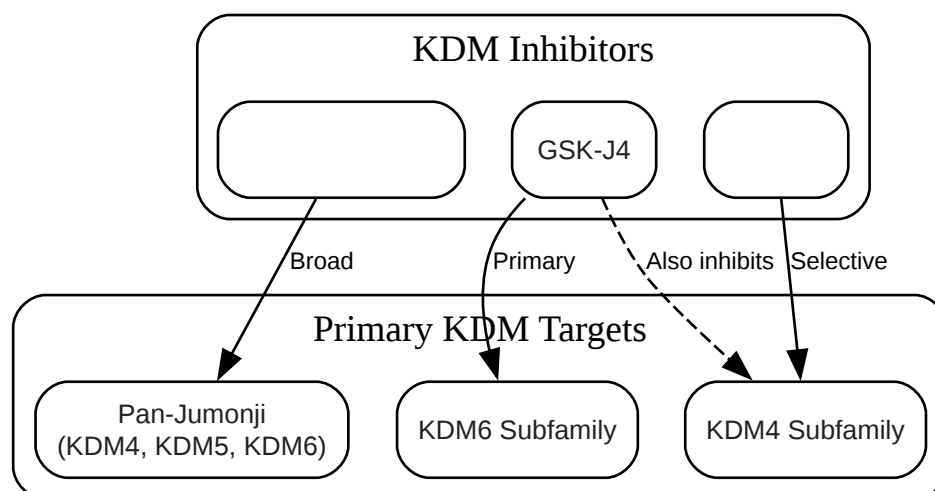 KDM Inhibitors
GSK-J4
Broad
Primary
Also inhibits
Selective
Primary KDM Targets
Pan-Jumonji
(KDM4, KDM5, KDM6)
KDM6 Subfamily
KDM4 Subfamily